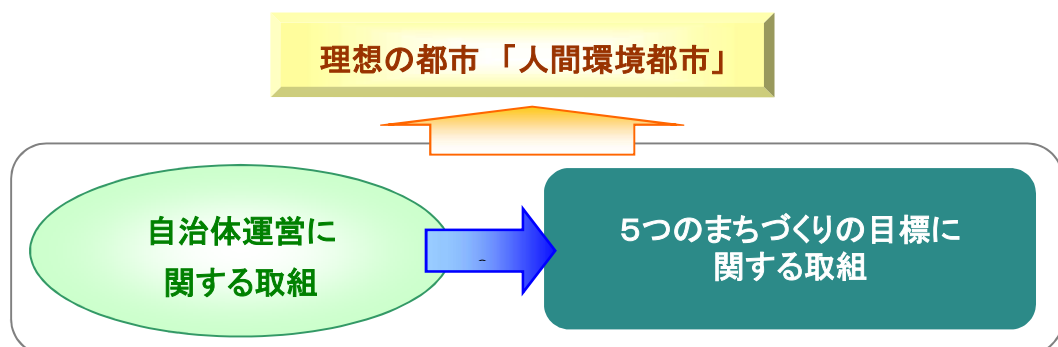 理想の都市 「人間環境都市」
自治体運営に
関する取組
５つのまちづくりの目標に
関する取組